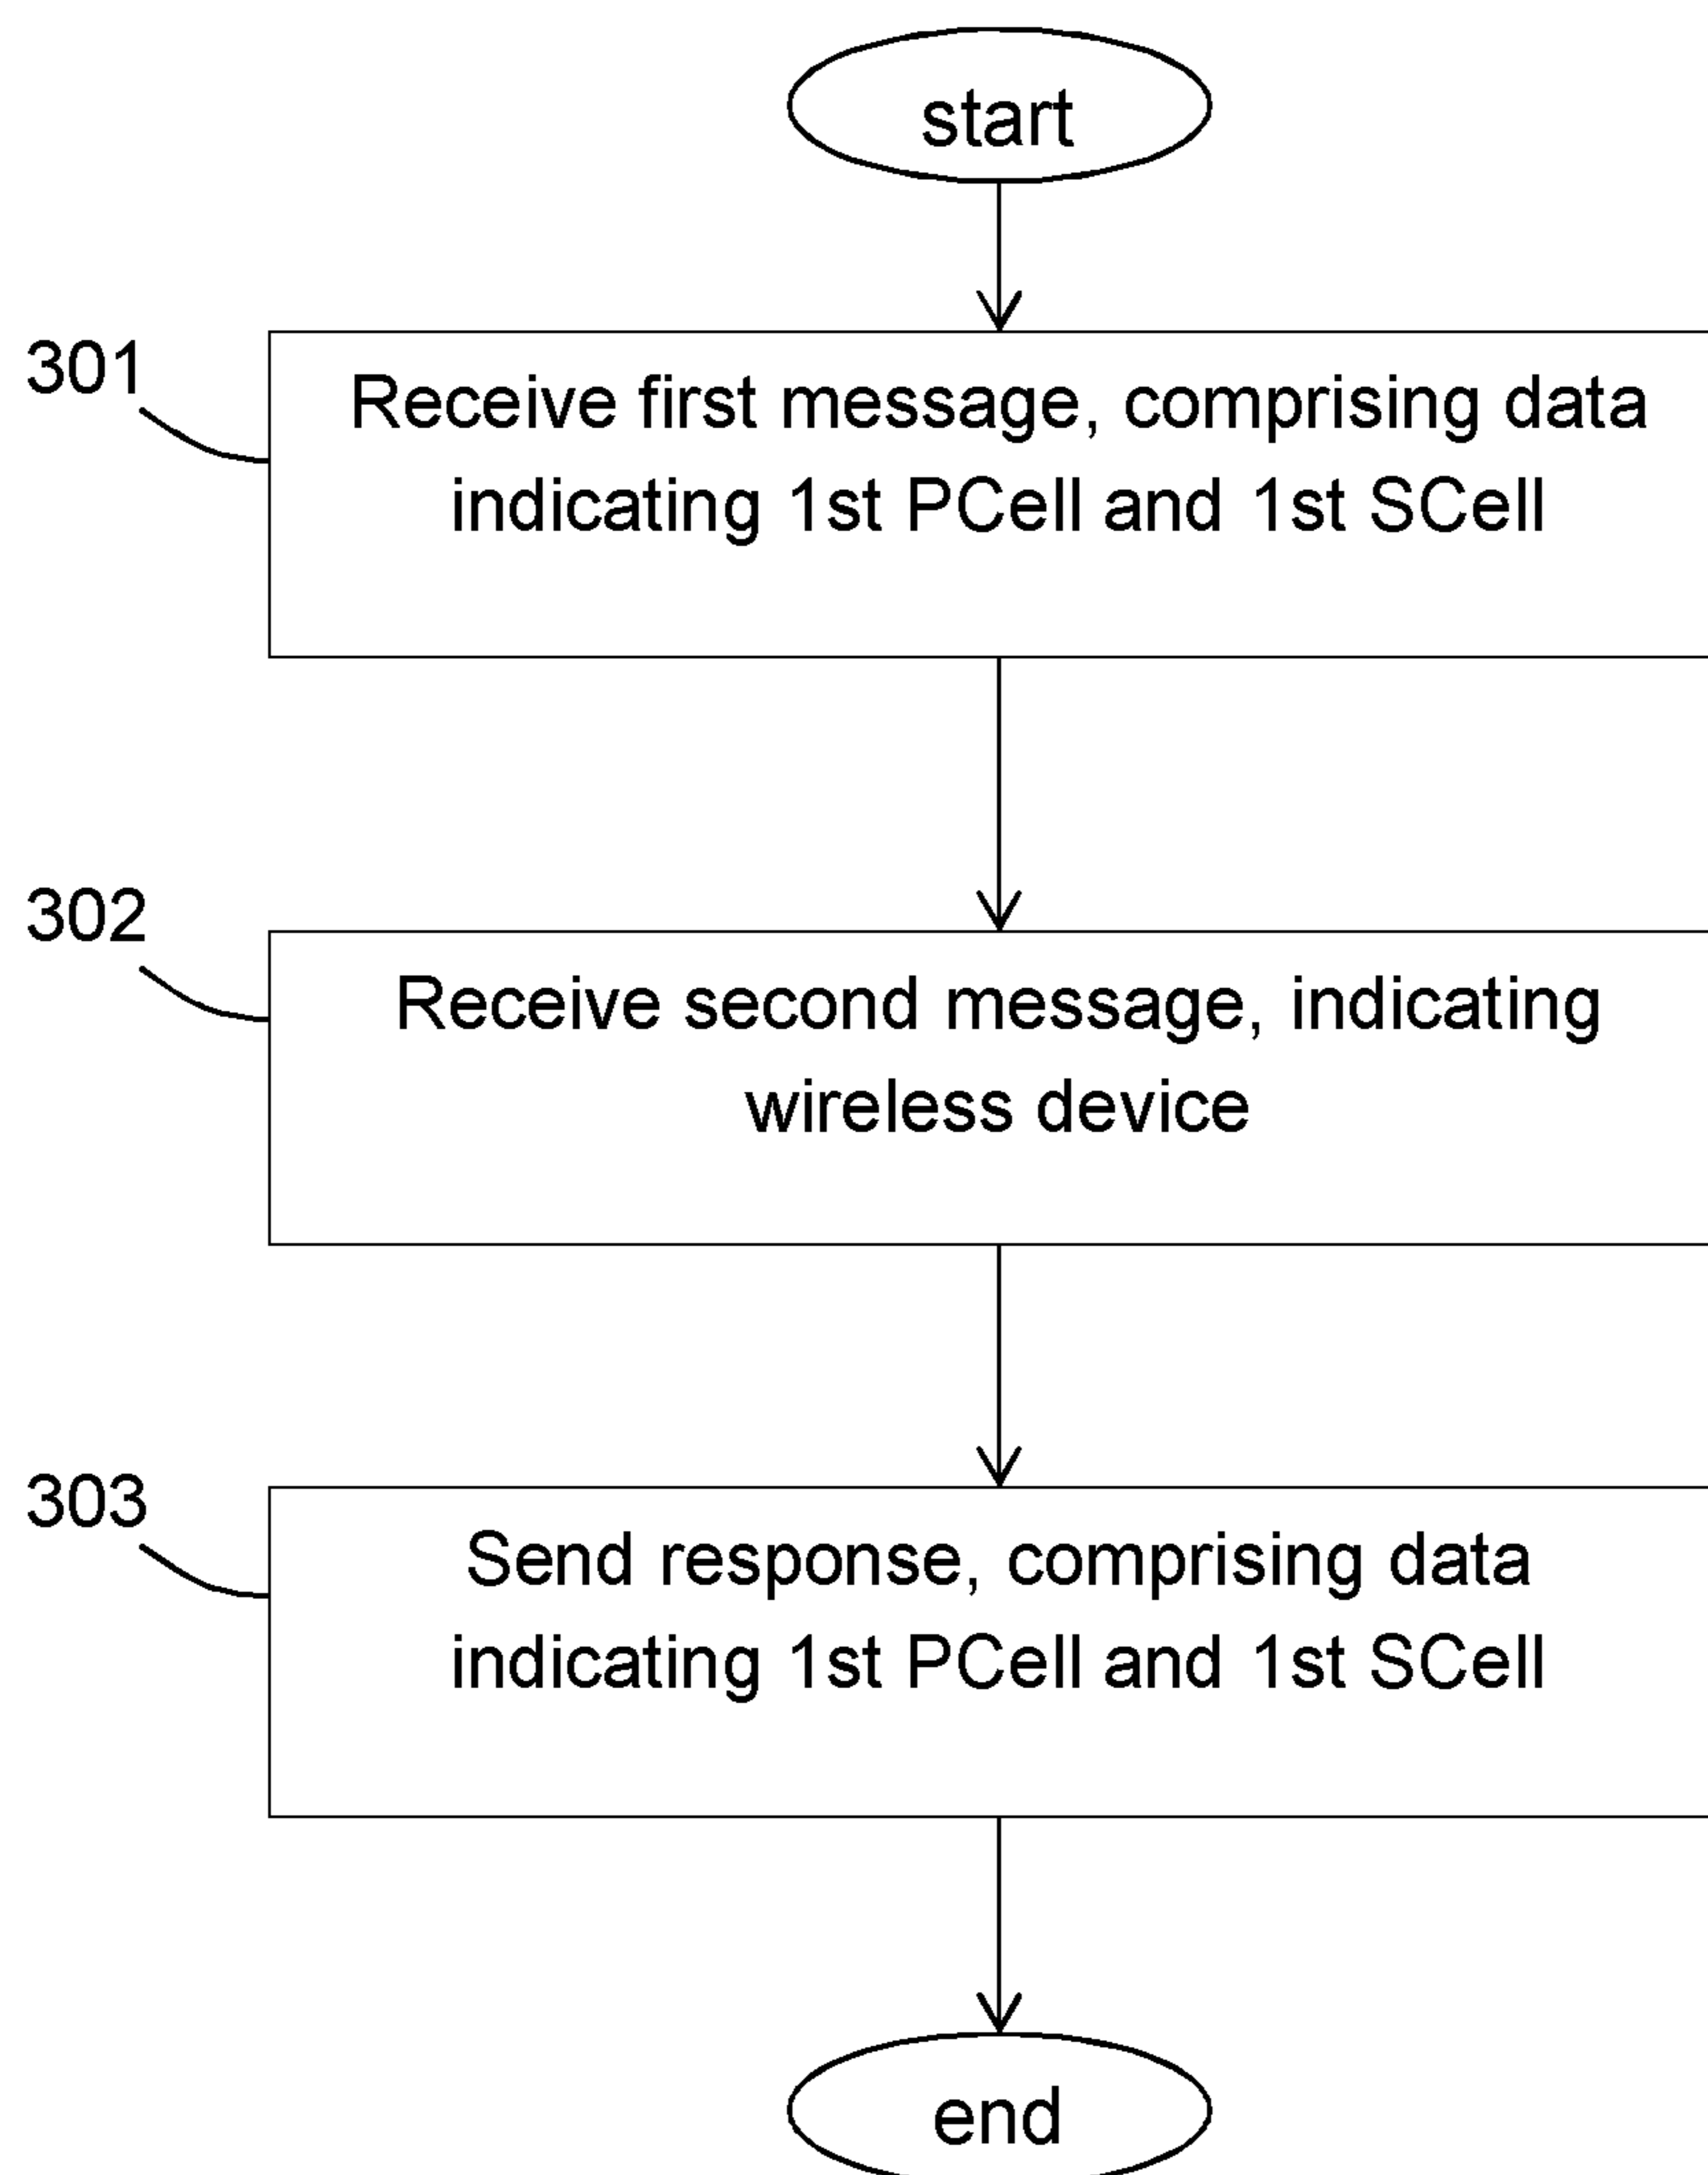 start
301
Receive first message, comprising data
indicating 1st PCell and 1st SCell
302
Receive second message, indicating
wireless device
303
Send response, comprising data
indicating 1st PCell and 1st SCell
end